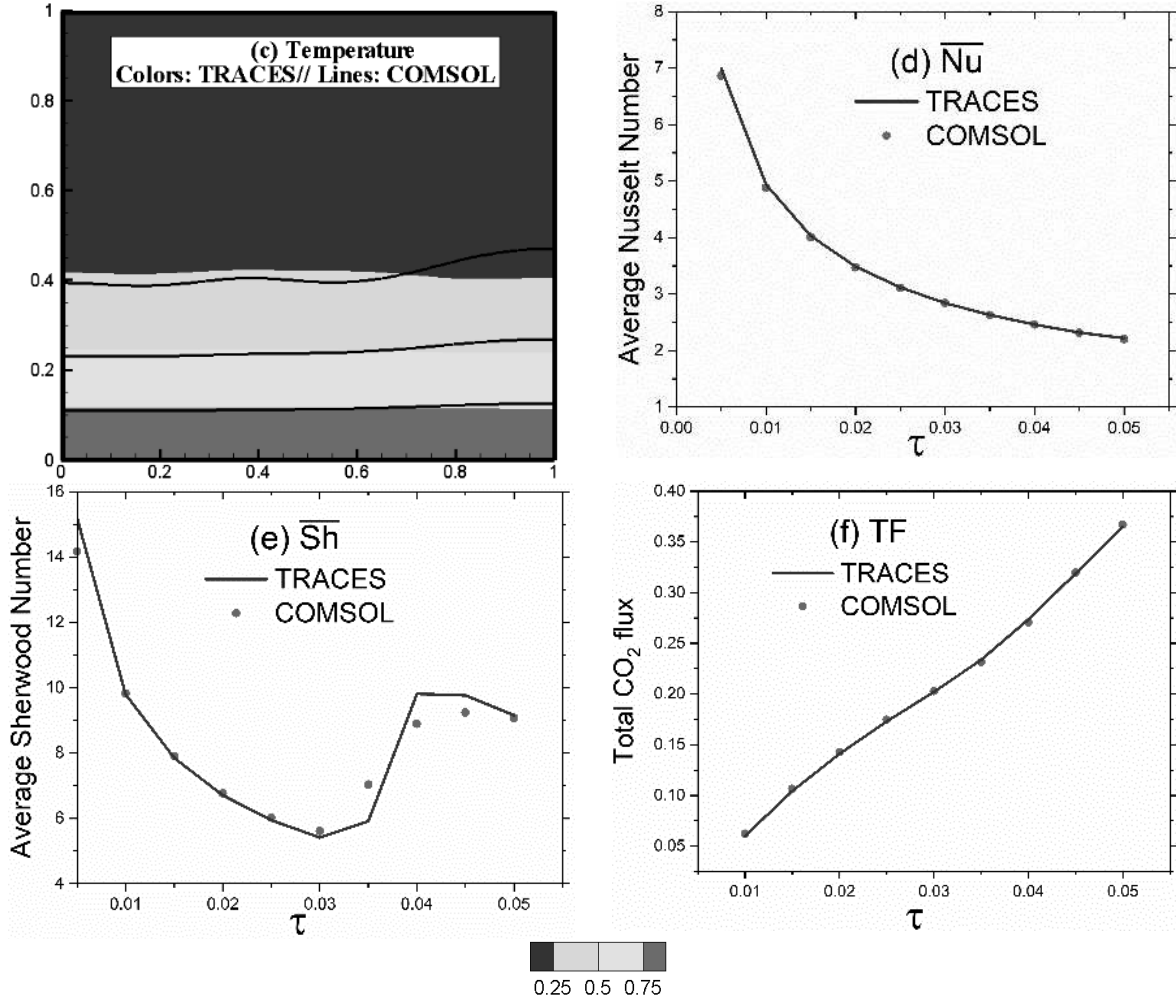 (c) Temperature
Colors: TRACES// Lines: COMSOL
1
0.8
0.6
0.4
0.2
0
0 0.2 0.4 0.6 0.8 1
(d) Nu
TRACES
COMSOL
Average Nusselt Number
8
7
6
5
4
3
2
1
0.00 0.01 0.02 0.03 0.04 0.05
τ
(e) Sh
TRACES
COMSOL
Average Sherwood Number
16
14
12
10
8
6
4
0.01 0.02 0.03 0.04 0.05
τ
(f) TF
TRACES
COMSOL
Total CO2 flux
0.40
0.35
0.30
0.25
0.20
0.15
0.10
0.05
0.01 0.02 0.03 0.04 0.05
τ
0.25 0.5 0.75